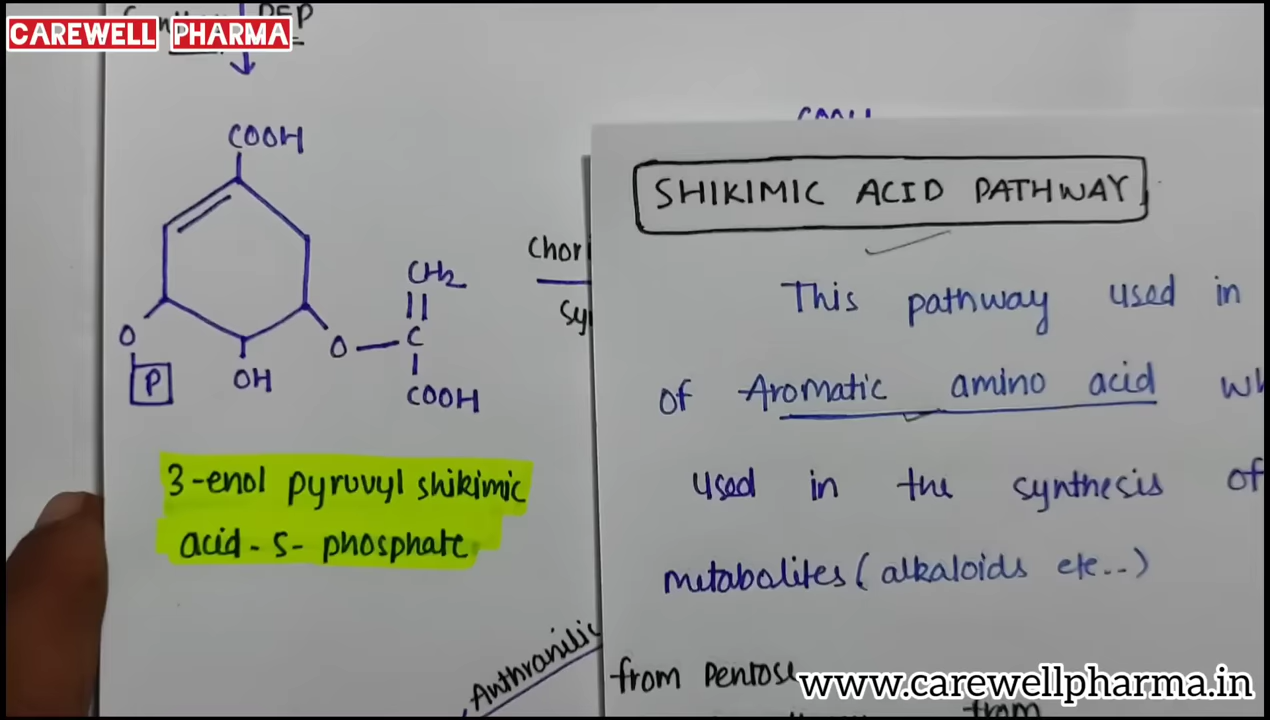 CAREWELL PHARMA
PEP
COOH
CH2
C
O
O
P
OH
COOH
3-enol pyruvyl shikimic
acid-5-phosphate
Chor
Sy
Anthranilic
SHIKIMIC ACID PATHWAY
This pathway used in
of Aromatic amino acid
used in the synthesis of
metabolites (alkaloids etc..)
from Pentose
from
www.carewellpharma.in